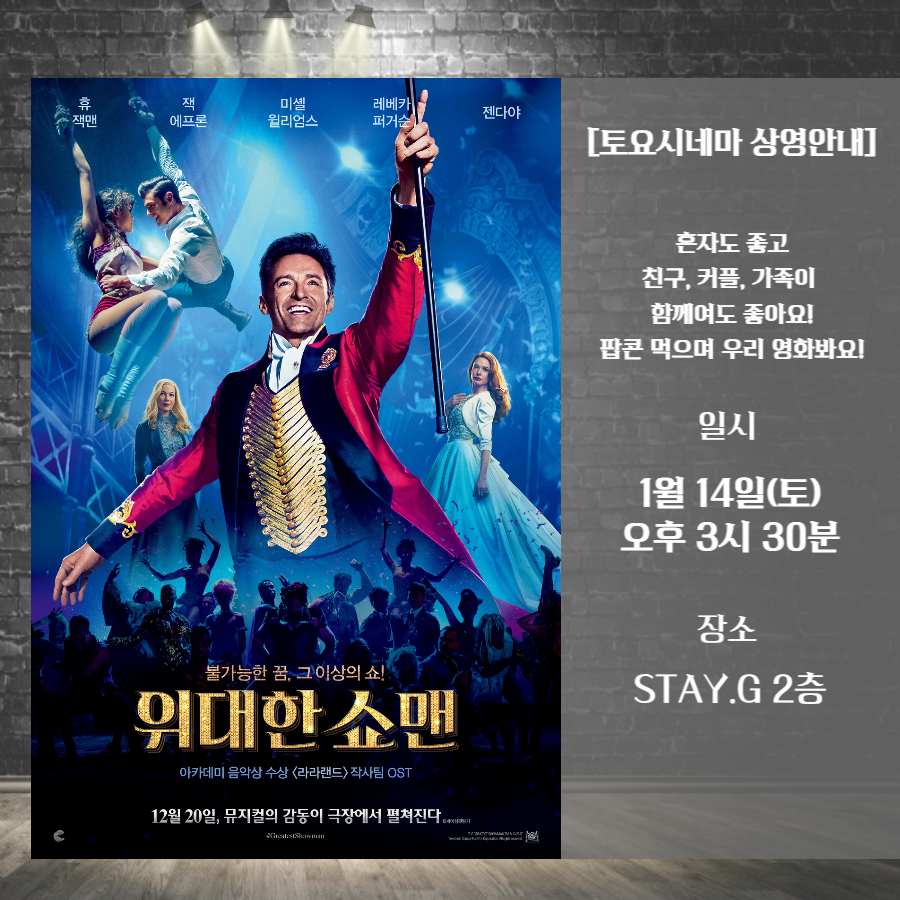 휴
잭맨
잭
에프론
미셸
윌리엄스
레베카
퍼거슨
젠다야
불가능한 꿈, 그 이상의 쇼!
위대한 쇼맨
아카데미 음악상 수상 <라라랜드> 작사팀 OST
12월 20일, 뮤지컬의 감동이 극장에서 펼쳐진다
#GreatestShowman
[토요시네마 상영안내]
혼자도 좋고
친구, 커플, 가족이
함께여도 좋아요!
팝콘 먹으며 우리 영화봐요!
일시
1월 14일(토)
오후 3시 30분
장소
STAY.G 2층